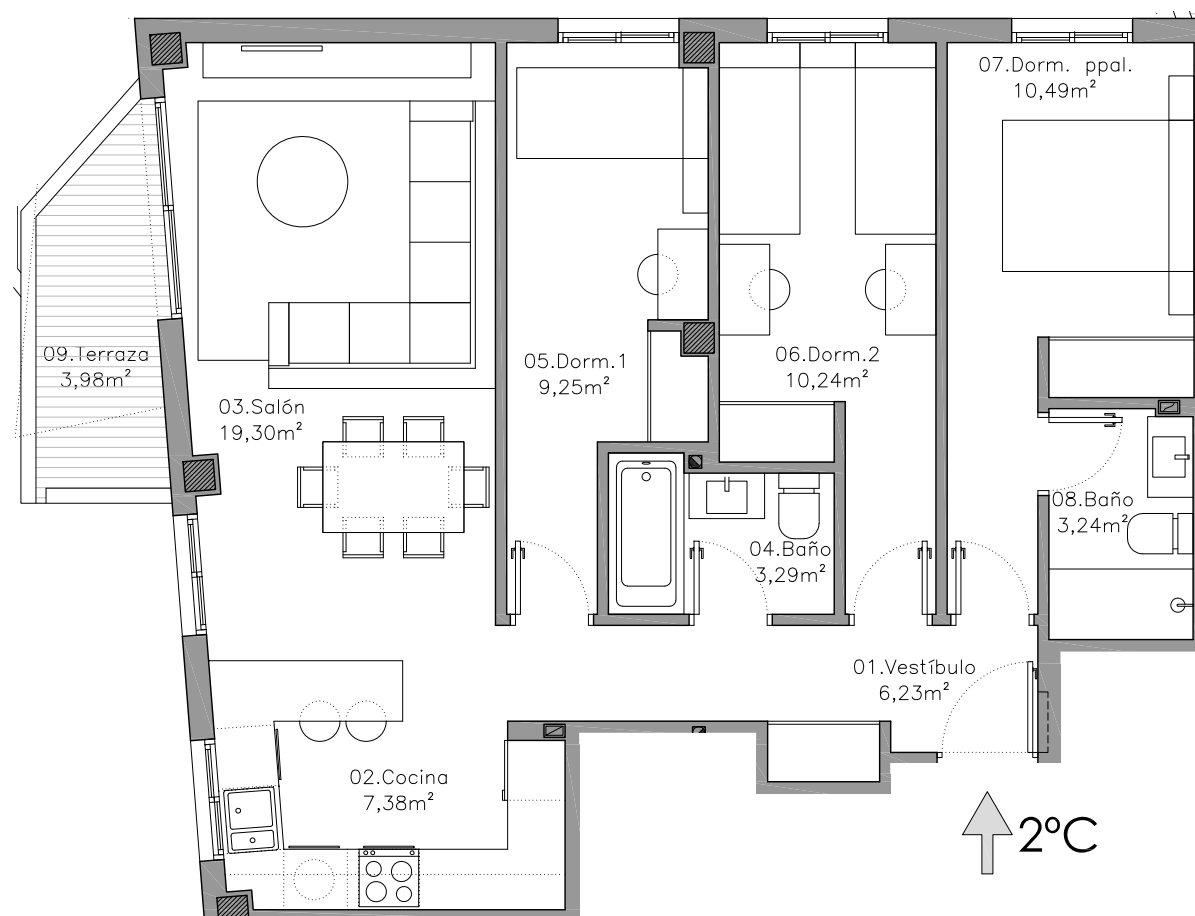 07.Dorm. ppal.
10,49m²
09.Terraza
3,98m²
05.Dorm.1
9,25m²
06.Dorm.2
10,24m²
03.Salón
19,30m²
08.Baño
3,24m²
04.Baño
3,29m²
01.Vestíbulo
6,23m²
02.Cocina
7,38m²
2ºC